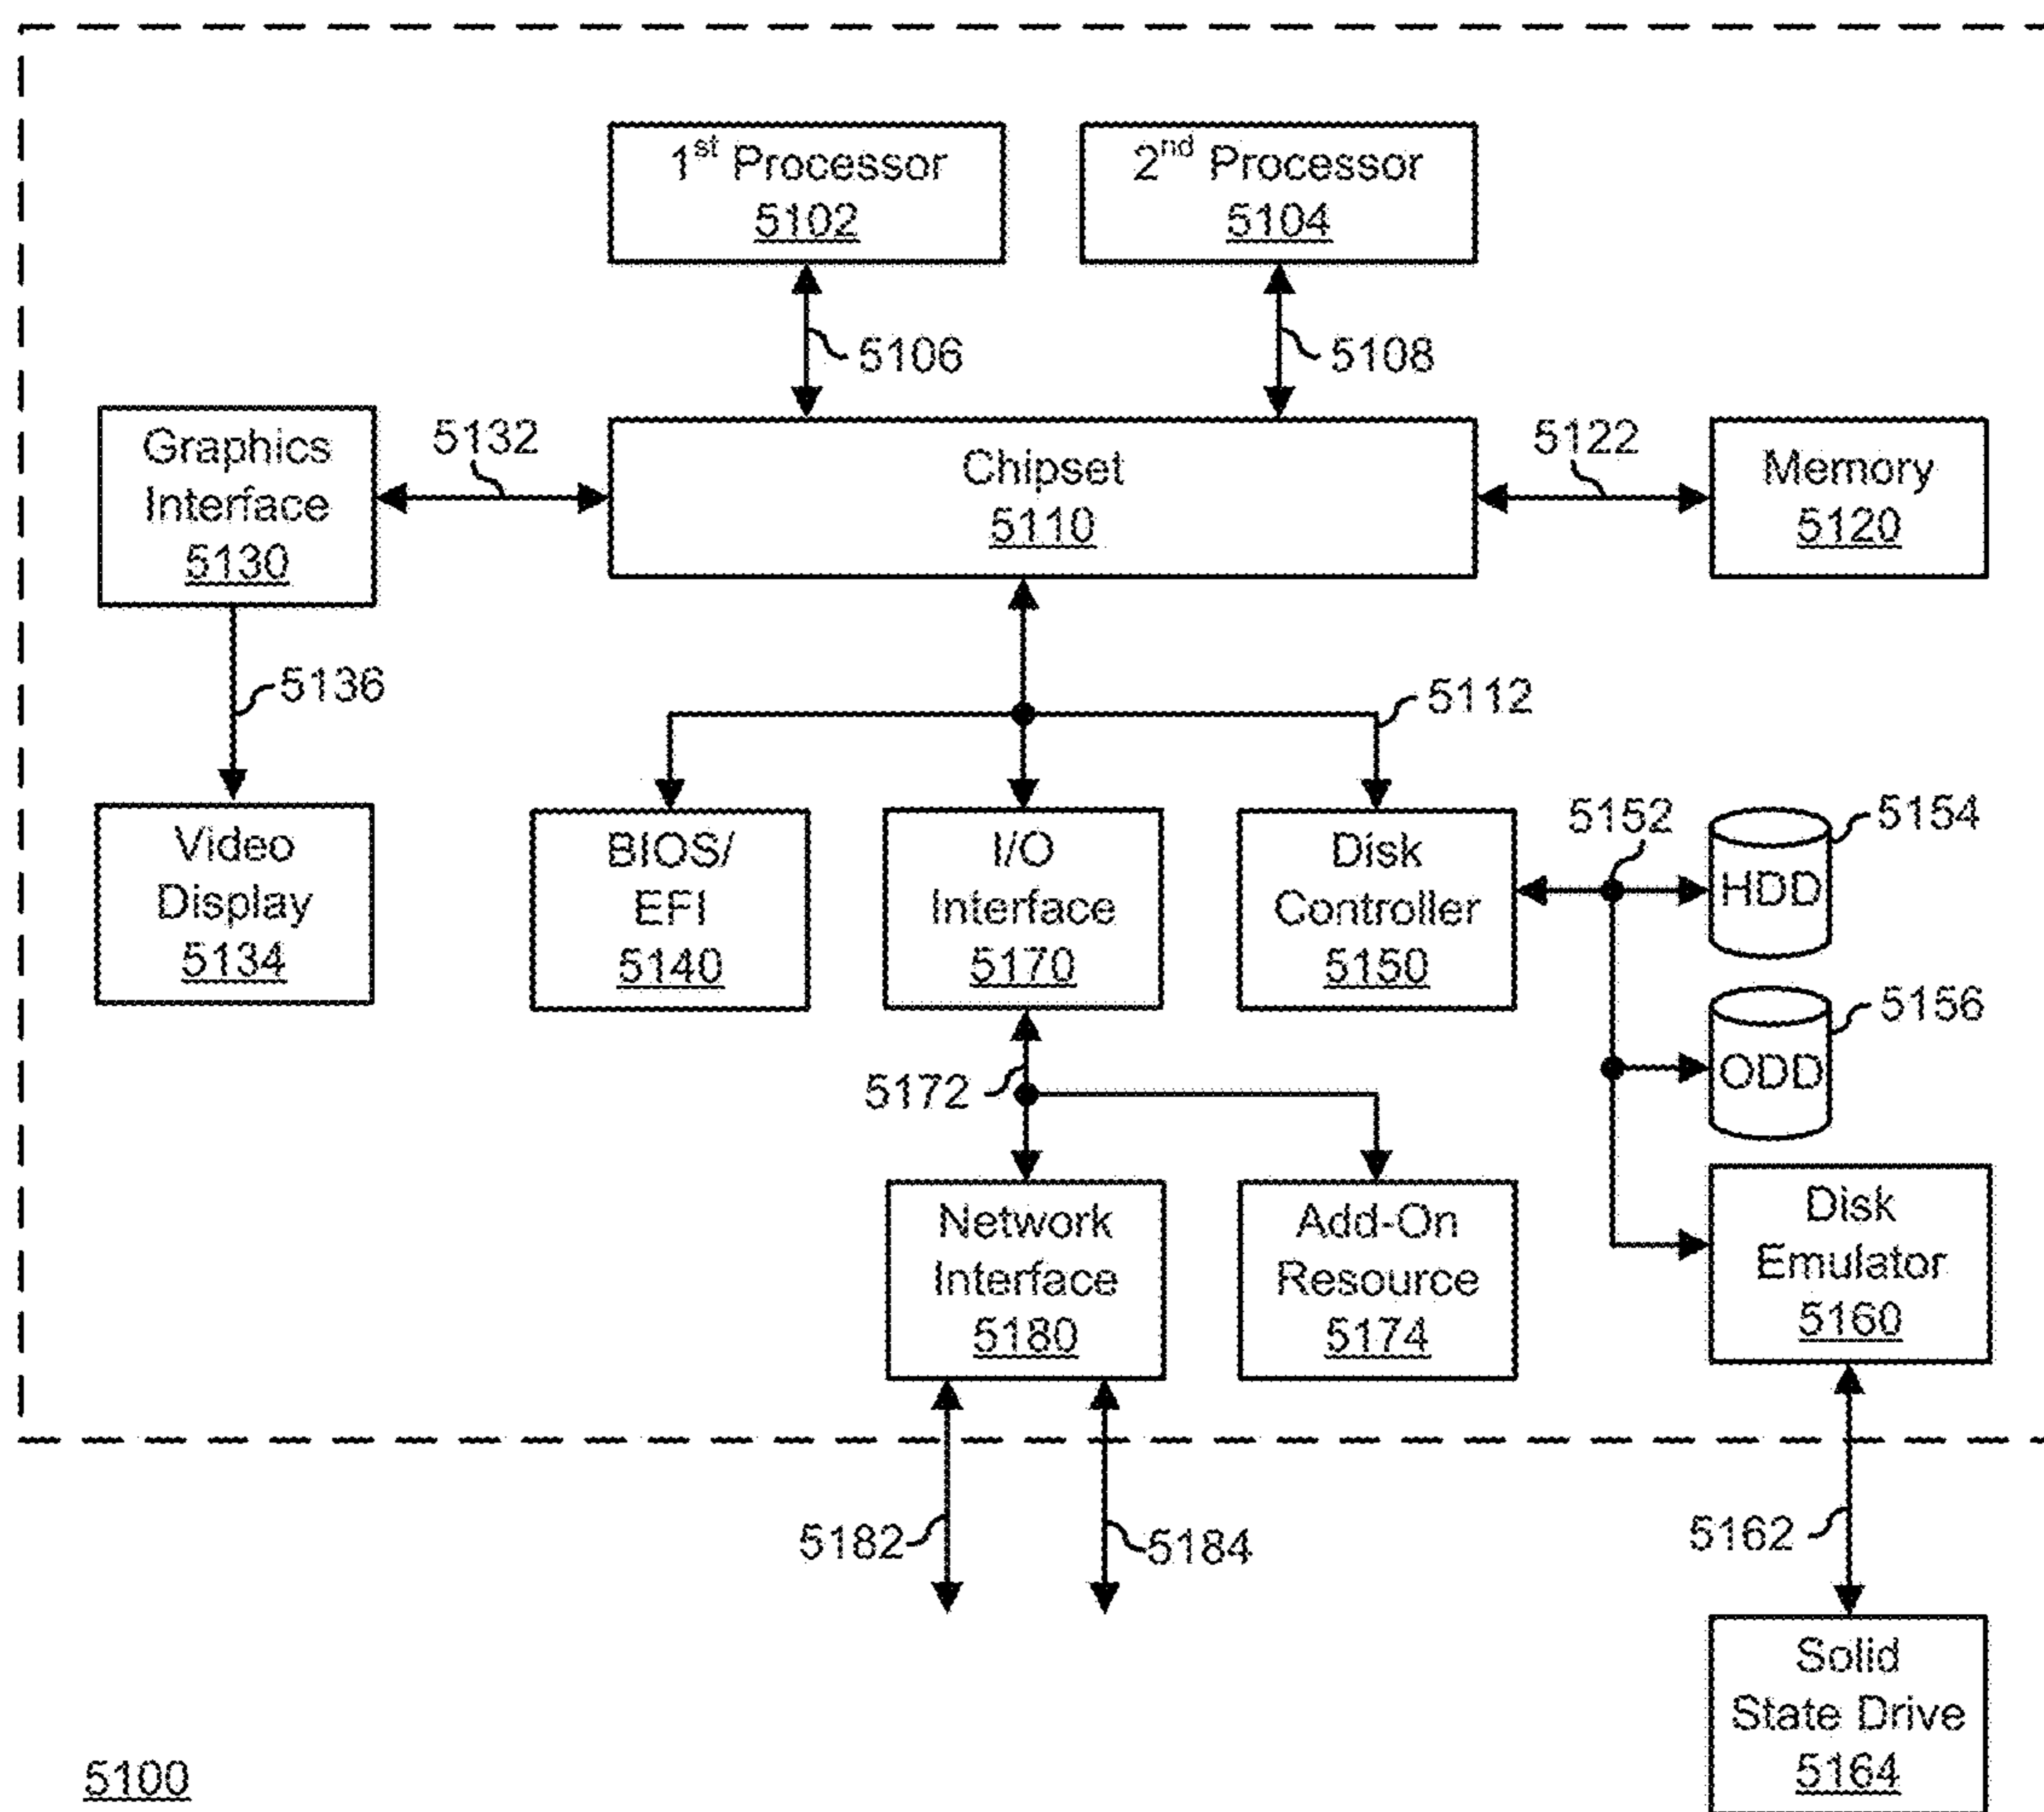 1st Processor
5102
2nd Processor
5104
5106
5108
Graphics
Interface
5130
5132
Chipset
5110
5122
Memory
5120
5136
5112
Video
Display
5134
BIOS/
EFI
5140
I/O
Interface
5170
Disk
Controller
5150
5152
HDD
5154
ODD
5156
5172
Network
Interface
5180
Add-On
Resource
5174
Disk
Emulator
5160
5182
5184
5162
Solid
State Drive
5164
5100